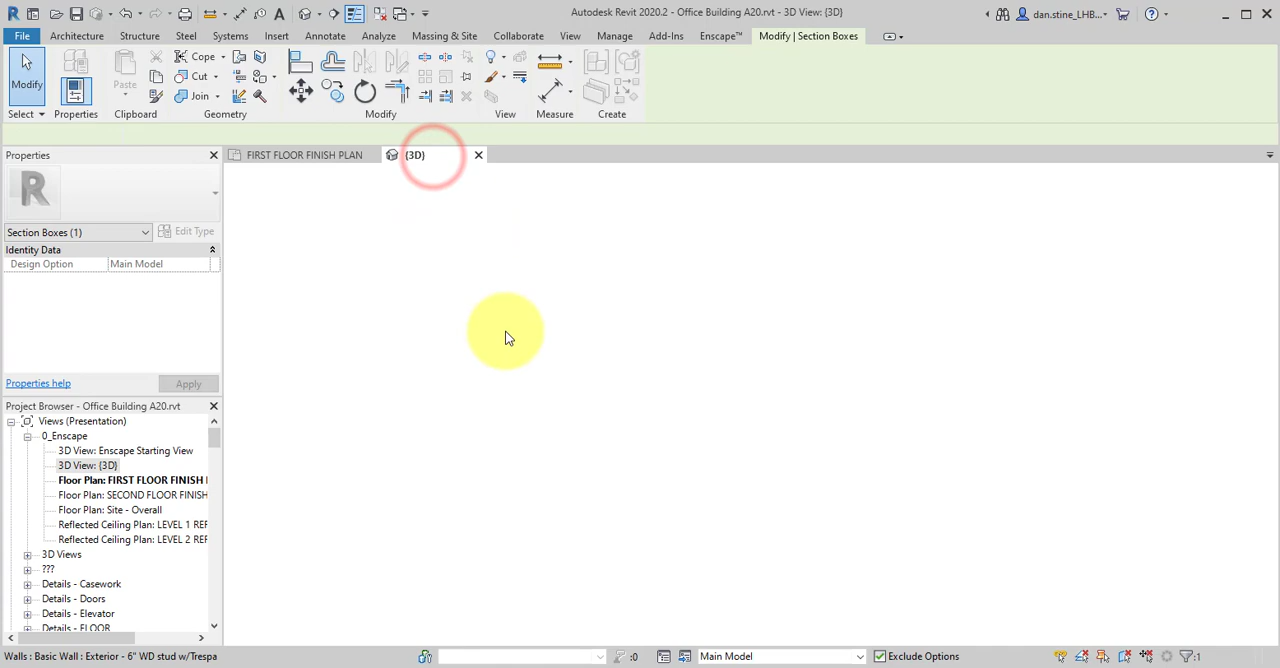 Autodesk Revit 2020.2 - Office Building A20.rvt - 3D View: {3D}
dan.stine_LHB...
File Architecture Structure Steel Systems Insert Annotate Analyze Massing & Site Collaborate View Manage Add-Ins Enscape™ Modify | Section Boxes
Modify Paste Cope
Cut
Join
Select Properties Clipboard Geometry Modify View Measure Create
Properties
FIRST FLOOR FINISH PLAN {3D}
Section Boxes (1) Edit Type
Identity Data
Design Option Main Model
Properties help Apply
Project Browser - Office Building A20.rvt
Views (Presentation)
0_Enscape
3D View: Enscape Starting View
3D View: {3D}
Floor Plan: FIRST FLOOR FINISH
Floor Plan: SECOND FLOOR FINISH
Floor Plan: Site - Overall
Reflected Ceiling Plan: LEVEL 1 REF
Reflected Ceiling Plan: LEVEL 2 REF
3D Views
???
Details - Casework
Details - Doors
Details - Elevator
Details - FLOOR
Walls : Basic Wall : Exterior - 6" WD stud w/Trespa :0 Main Model Exclude Options :1